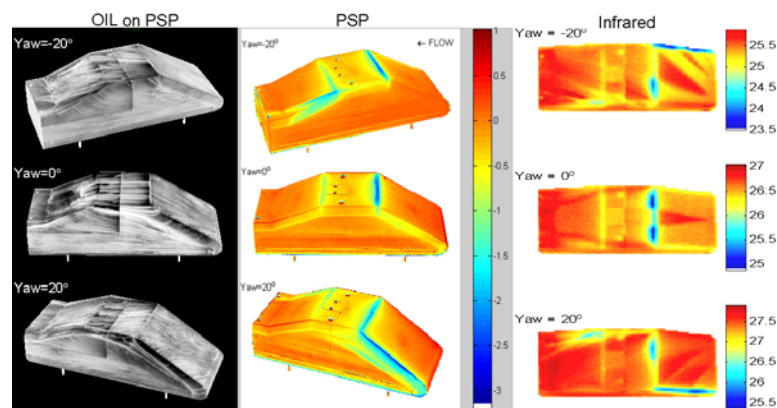 OIL on PSP
PSP
Infrared
Yaw=-20°
Yaw=-20°
← FLOW
Yaw = -20°
Yaw=0°
Yaw=0°
Yaw = 0°
Yaw=20°
Yaw=20°
Yaw = 20°
1
0
-0.5
-1
-1.5
-2
-2.5
-3
25.5
25
24.5
24
23.5
27
26.5
26
25.5
25
27.5
27
26.5
26
25.5